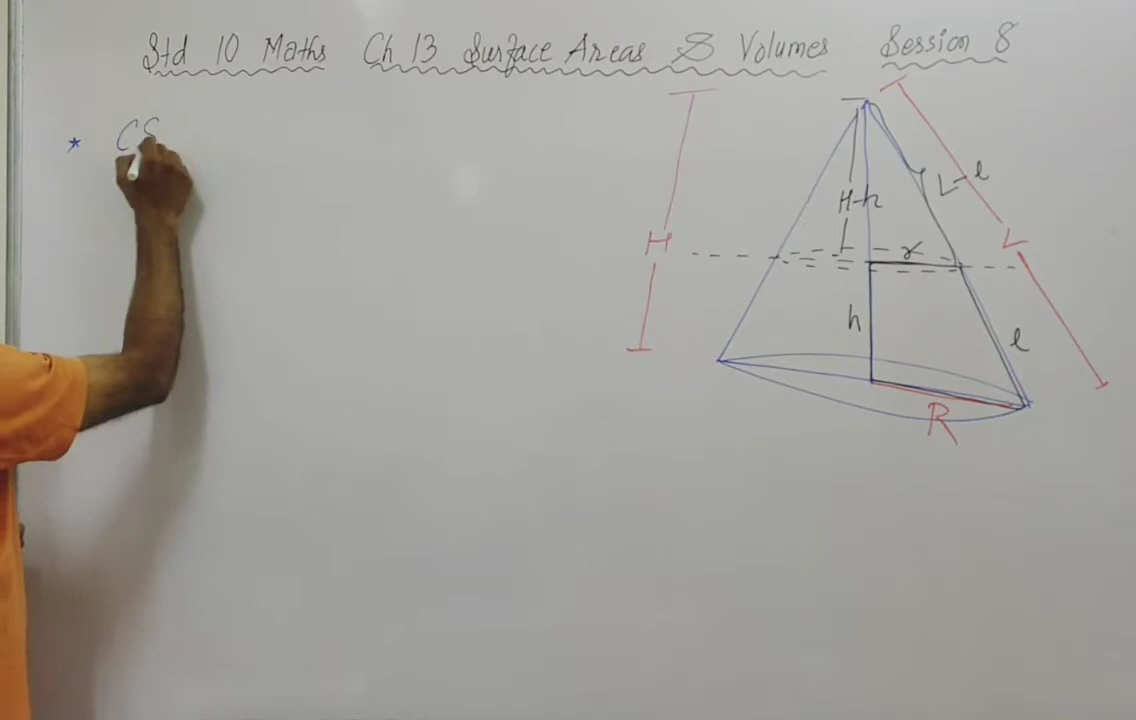 Std 10 Maths Ch 13 Surface Areas & Volumes Session 8
* CS
H
H-h
L-l
L
r
h
l
R